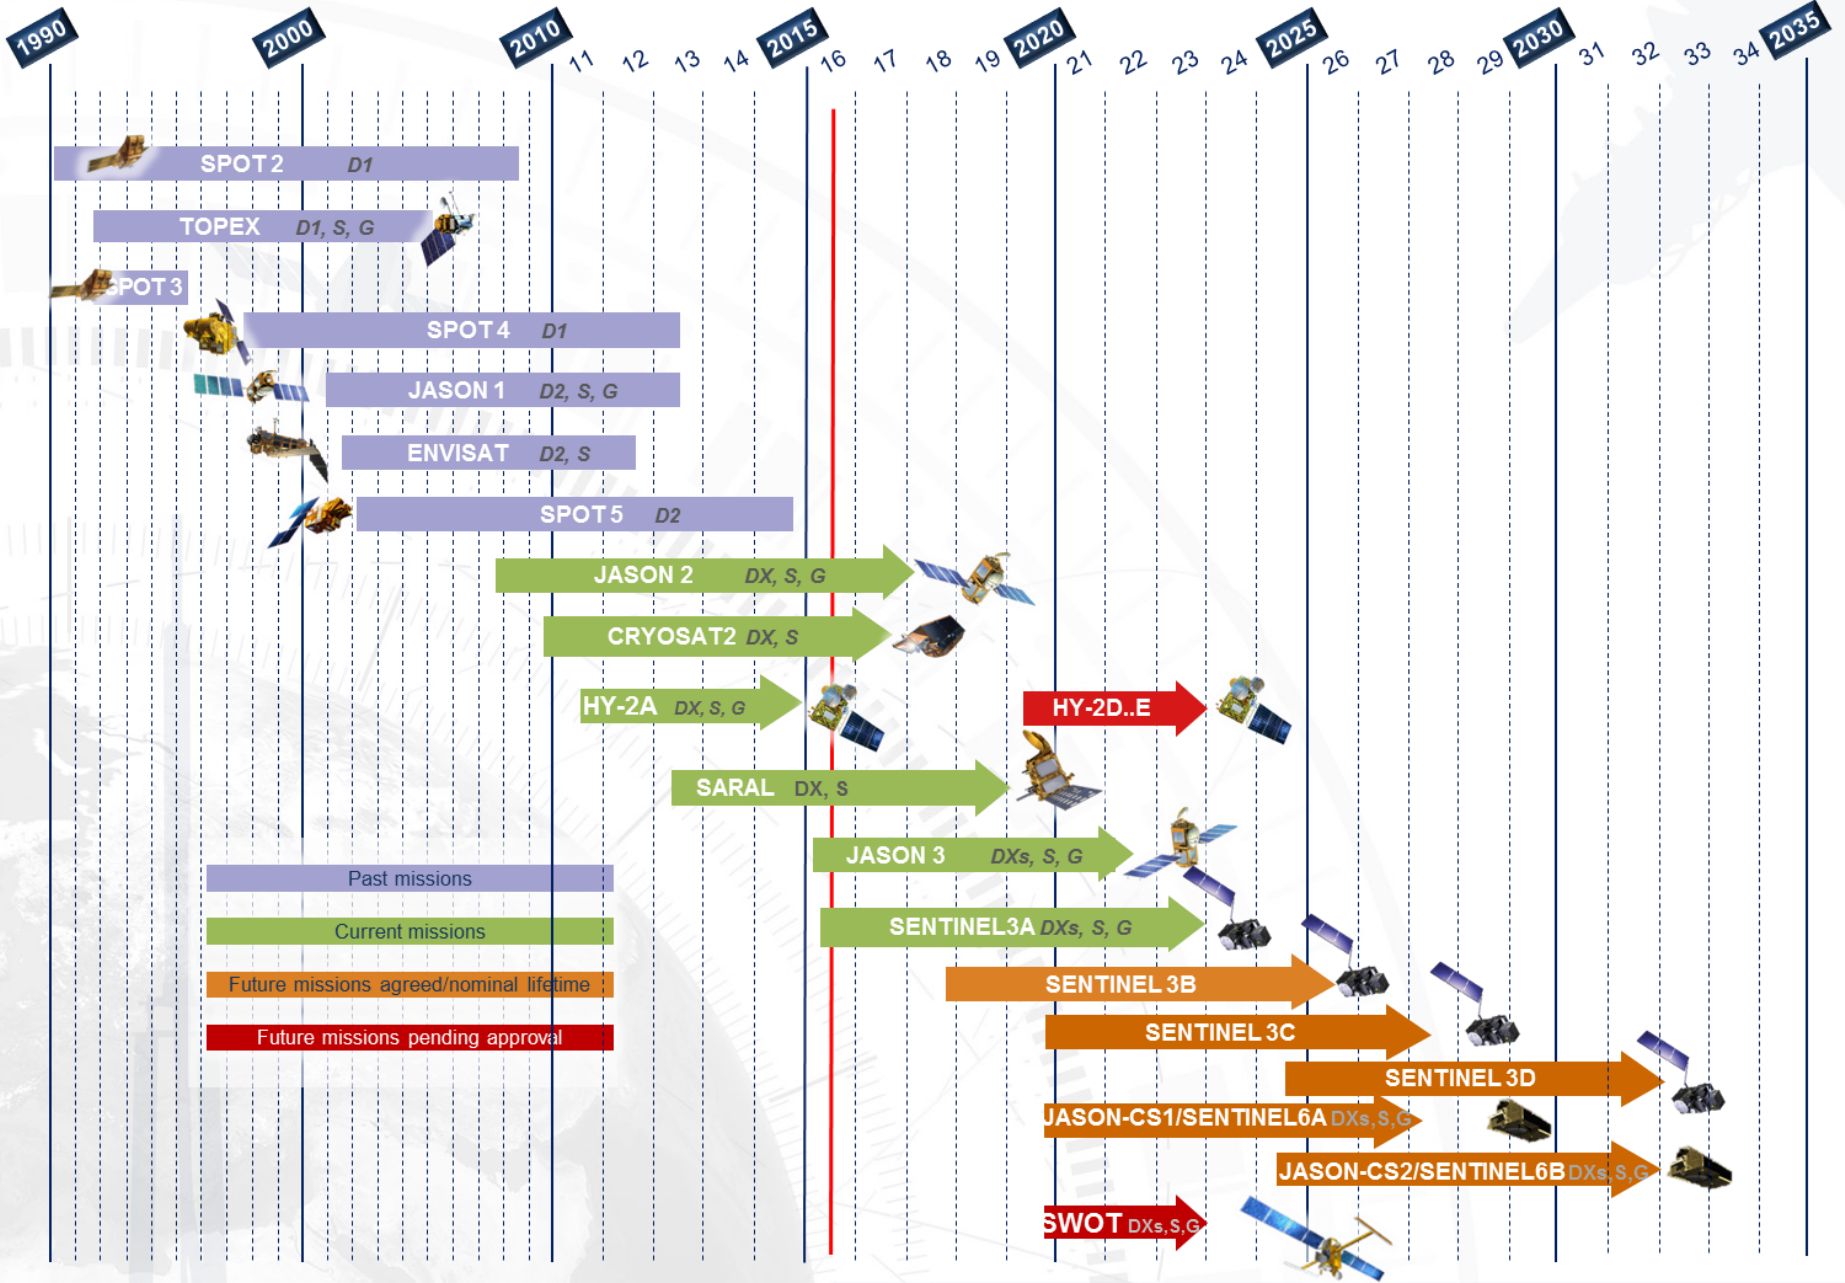 1990
2000
2010
11
12
13
14
2015
16
17
18
19
2020
21
22
23
24
2025
26
27
28
29
2030
31
32
33
34
2035
SPOT 2 D1
TOPEX D1, S, G
SPOT 3
SPOT 4 D1
JASON 1 D2, S, G
ENVISAT D2, S
SPOT 5 D2
JASON 2 DX, S, G
CRYOSAT2 DX, S
HY-2A DX, S, G
HY-2D..E
SARAL DX, S
JASON 3 DXs, S, G
Past missions
SENTINEL3A DXs, S, G
Current missions
SENTINEL 3B
Future missions agreed/nominal lifetime
SENTINEL 3C
Future missions pending approval
SENTINEL 3D
JASON-CS1/SENTINEL6A DXs,S,G
JASON-CS2/SENTINEL6B DXs,S,G
SWOT DXs,S,G